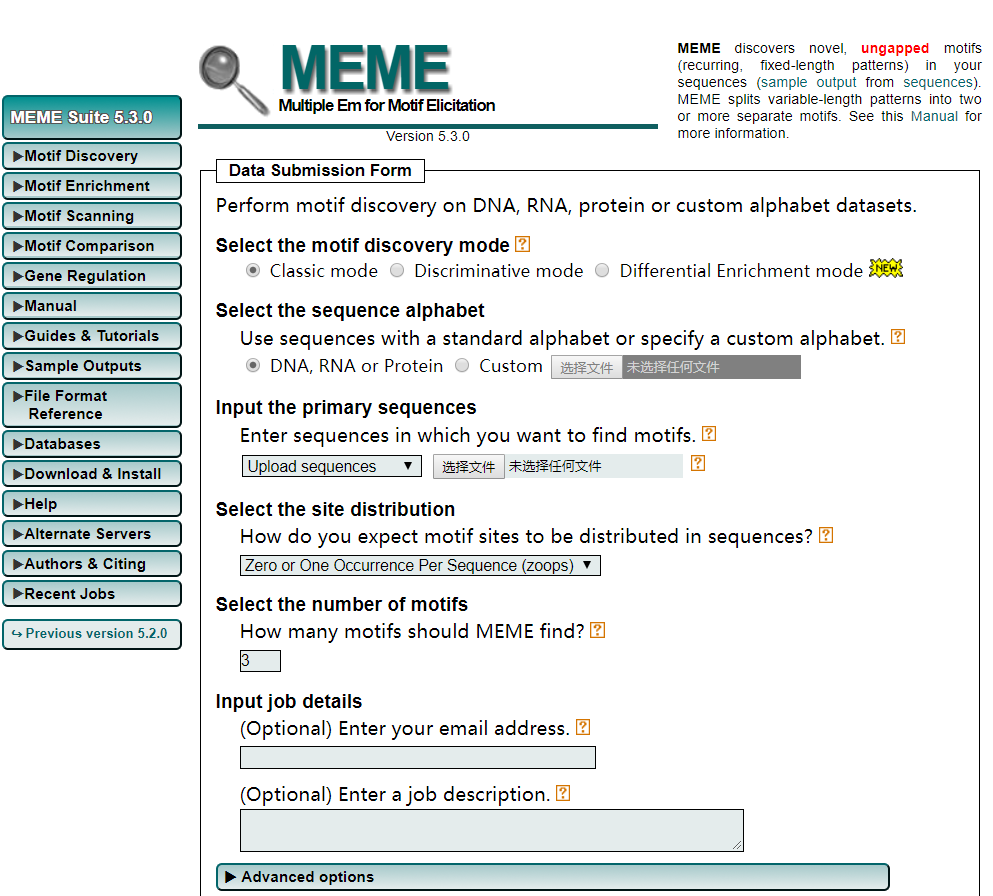 MEME
Multiple Em for Motif Elicitation
Version 5.3.0
MEME discovers novel, ungapped motifs
(recurring, fixed-length patterns) in your
sequences (sample output from sequences).
MEME splits variable-length patterns into two
or more separate motifs. See this Manual for
more information.
MEME Suite 5.3.0
▶Motif Discovery
▶Motif Enrichment
▶Motif Scanning
▶Motif Comparison
▶Gene Regulation
▶Manual
▶Guides & Tutorials
▶Sample Outputs
▶File Format
Reference
▶Databases
▶Download & Install
▶Help
▶Alternate Servers
▶Authors & Citing
▶Recent Jobs
↪ Previous version 5.2.0
Data Submission Form
Perform motif discovery on DNA, RNA, protein or custom alphabet datasets.
Select the motif discovery mode ?
Classic mode Discriminative mode Differential Enrichment mode NEW
Select the sequence alphabet
Use sequences with a standard alphabet or specify a custom alphabet. ?
DNA, RNA or Protein Custom 选择文件 未选择任何文件
Input the primary sequences
Enter sequences in which you want to find motifs. ?
Upload sequences ▼ 选择文件 未选择任何文件 ?
Select the site distribution
How do you expect motif sites to be distributed in sequences? ?
Zero or One Occurrence Per Sequence (zoops) ▼
Select the number of motifs
How many motifs should MEME find? ?
3
Input job details
(Optional) Enter your email address. ?
(Optional) Enter a job description. ?
▶ Advanced options